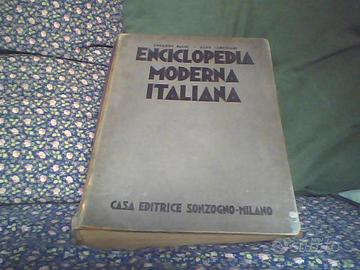 ENCICLOPEDIA
MODERNA
ITALIANA
CASA EDITRICE SONZOGNO-MILANO